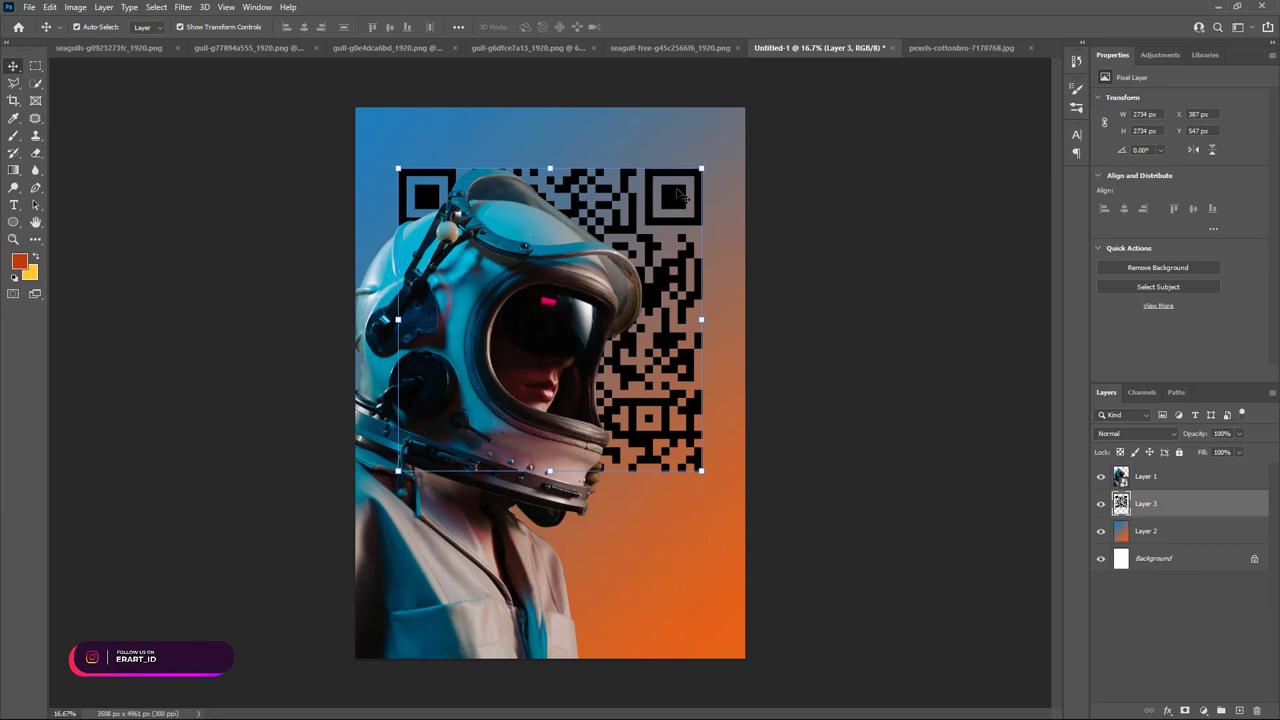 Ps File Edit Image Layer Type Select Filter 3D View Window Help
Auto-Select: Layer Show Transform Controls 3D Mode:
seagulls-g0923273fc_1920.png gull-g77894a555_1920.png @... gull-g0e4dca6bd_1920.png @... gull-g6dfce7a13_1920.png @ 6... seagull-free-g45c2566f6_1920.png Untitled-1 @ 16.7% (Layer 3, RGB/8) * pexels-cottonbro-7170768.jpg
Properties Adjustments Libraries
Pixel Layer
Transform
W 2734 px X 387 px
H 2734 px Y 547 px
0.00°
Align and Distribute
Align:
Quick Actions
Remove Background
Select Subject
View More
Layers Channels Paths
Kind
Normal Opacity: 100%
Lock: Fill: 100%
Layer 1
Layer 3
Layer 2
Background
FOLLOW US ON
ERART_ID
16.67% 3508 px x 4961 px (300 ppi)